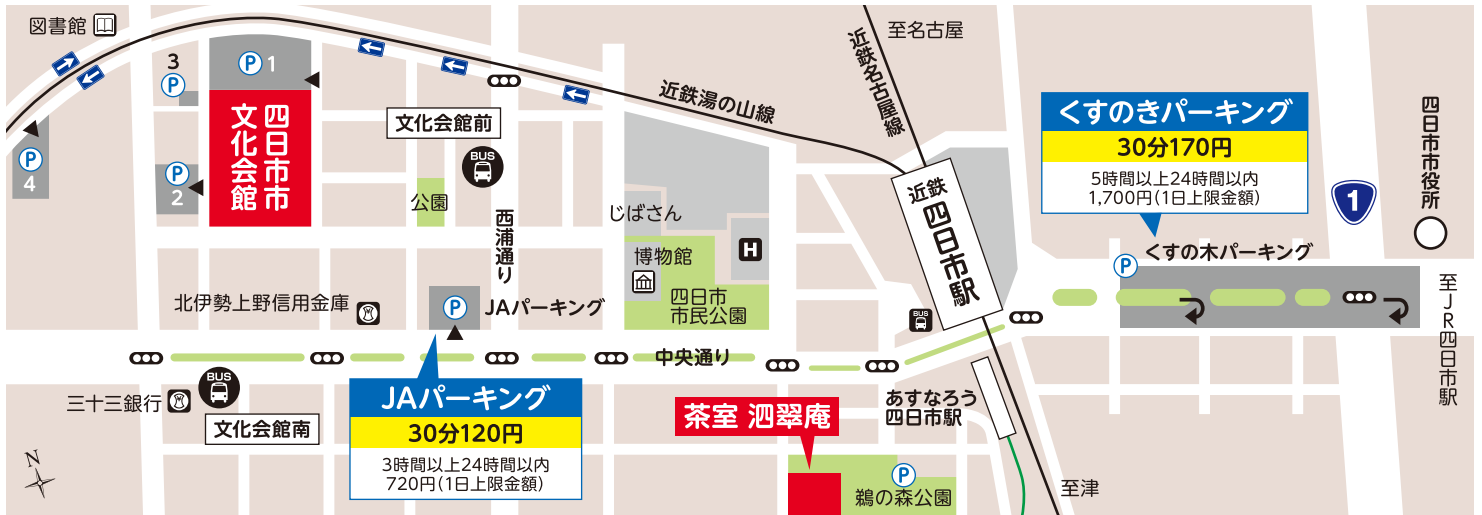 図書館
3
P
P 1
四日市市
文化会館
P
2
P
4
文化会館前
BUS
公園
西浦通り
近鉄湯の山線
近鉄名古屋線
至名古屋
じばさん
博物館
H
四日市
市民公園
近鉄
四日市駅
くすのきパーキング
30分170円
5時間以上24時間以内
1,700円(1日上限金額)
1
四日市市役所
P
くすの木パーキング
至JR四日市駅
北伊勢上野信用金庫
P
JAパーキング
BUS
中央通り
三十三銀行
BUS
文化会館南
JAパーキング
30分120円
3時間以上24時間以内
720円(1日上限金額)
茶室 泗翠庵
あすなろう
四日市駅
P
鵜の森公園
至津
N